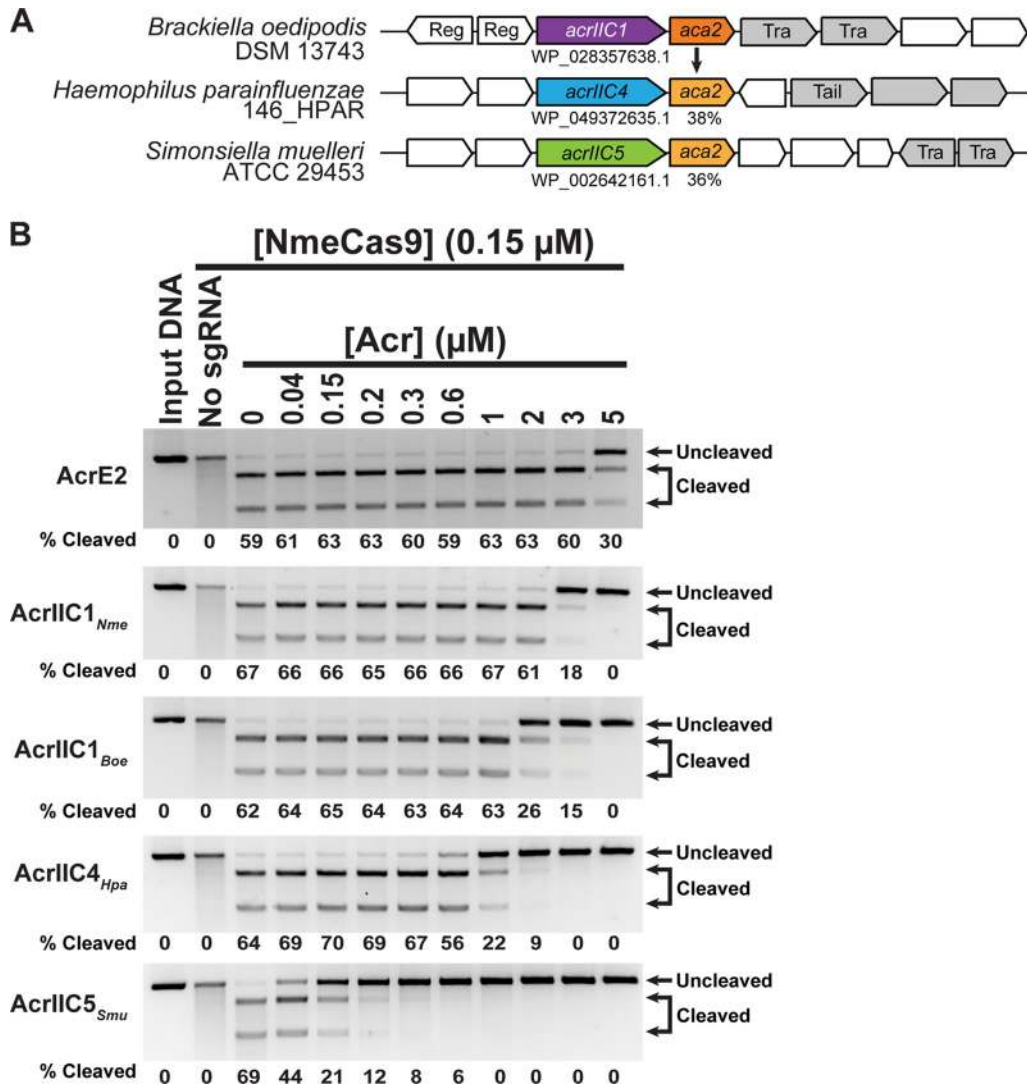 A
Brackiella oedipodis
DSM 13743
Reg Reg acrIIC1 aca2 Tra Tra
WP_028357638.1
Haemophilus parainfluenzae
146_HPAR
acrIIC4 aca2 Tail
WP_049372635.1 38%
Simonsiella muelleri
ATCC 29453
acrIIC5 aca2 Tra Tra
WP_002642161.1 36%
B
[NmeCas9] (0.15 µM)
Input DNA
No sgRNA
[Acr] (µM)
0 0.04 0.15 0.2 0.3 0.6 1 2 3 5
AcrE2
Uncleaved
Cleaved
% Cleaved 0 0 59 61 63 63 60 59 63 63 60 30
AcrIIC1Nme
Uncleaved
Cleaved
% Cleaved 0 0 67 66 66 65 66 66 67 61 18 0
AcrIIC1Boe
Uncleaved
Cleaved
% Cleaved 0 0 62 64 65 64 63 64 63 26 15 0
AcrIIC4Hpa
Uncleaved
Cleaved
% Cleaved 0 0 64 69 70 69 67 56 22 9 0 0
AcrIIC5Smu
Uncleaved
Cleaved
% Cleaved 0 0 69 44 21 12 8 6 0 0 0 0